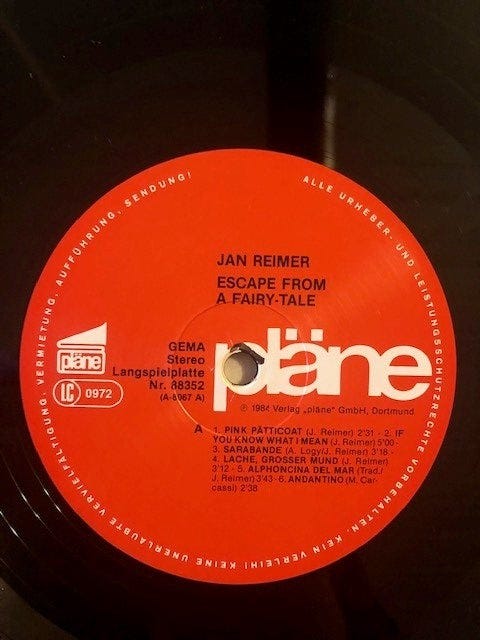 ALLE URHEBER- UND LEISTUNGSSCHUTZRECHTE VORBEHALTEN. KEIN VERLEIH! KEINE UNERLAUBTE VERVIELFÄLTIGUNG, VERMIETUNG, AUFFÜHRUNG, SENDUNG!
JAN REIMER
ESCAPE FROM
A FAIRY-TALE
pläne
GEMA
Stereo
Langspielplatte
Nr. 88352
(A-8967 A)
LC 0972
pläne
℗ 1984 Verlag „pläne" GmbH, Dortmund
A 1. PINK PÄTTICOAT (J. Reimer) 2'31 - 2. IF
YOU KNOW WHAT I MEAN (J. Reimer) 5'00 -
3. SARABANDE (A. Logy/J. Reimer) 3'18 -
4. LACHE, GROSSER MUND (J. Reimer)
3'12 - 5. ALPHONCINA DEL MAR (Trad./
J. Reimer) 3'43 - 6. ANDANTINO (M. Car-
cassi) 2'38